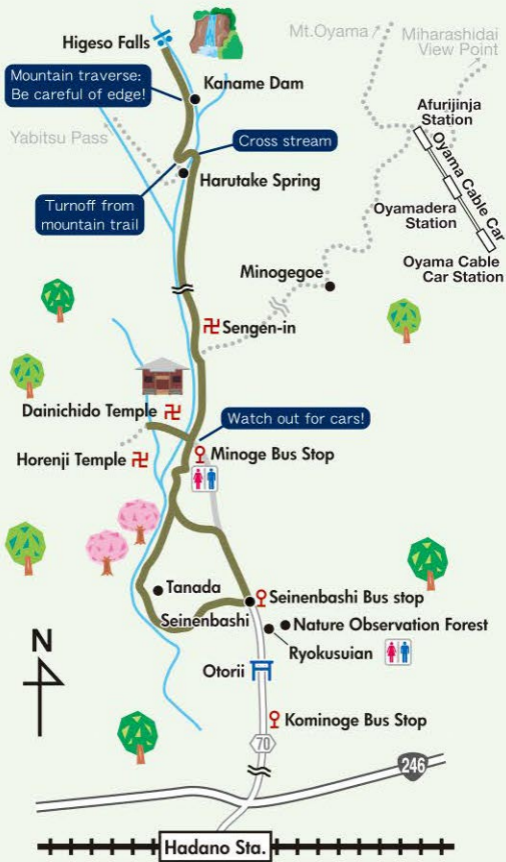 Higeso Falls
Mt.Oyama
Miharashidai
View Point
Mountain traverse:
Be careful of edge!
Kaname Dam
Afurijinja
Station
Yabitsu Pass
Cross stream
Oyama Cable Car
Harutake Spring
Turnoff from
mountain trail
Oyamadera
Station
Oyama Cable
Car Station
Minogegoe
卍 Sengen-in
Dainichido Temple 卍
Watch out for cars!
Horenji Temple 卍
Minoge Bus Stop
Tanada
Seinenbashi Bus stop
Seinenbashi
Nature Observation Forest
Ryokusuian
N
Otorii
Kominoge Bus Stop
70
246
Hadano Sta.